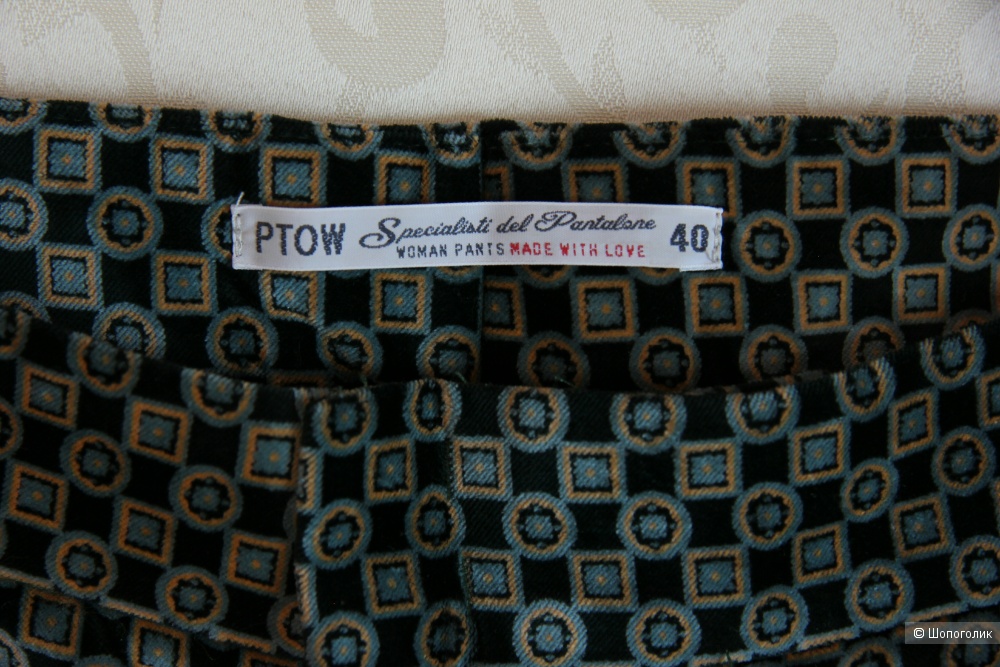 PTOW Specialisti del Pantalone 40
WOMAN PANTS MADE WITH LOVE
© Шопоголик